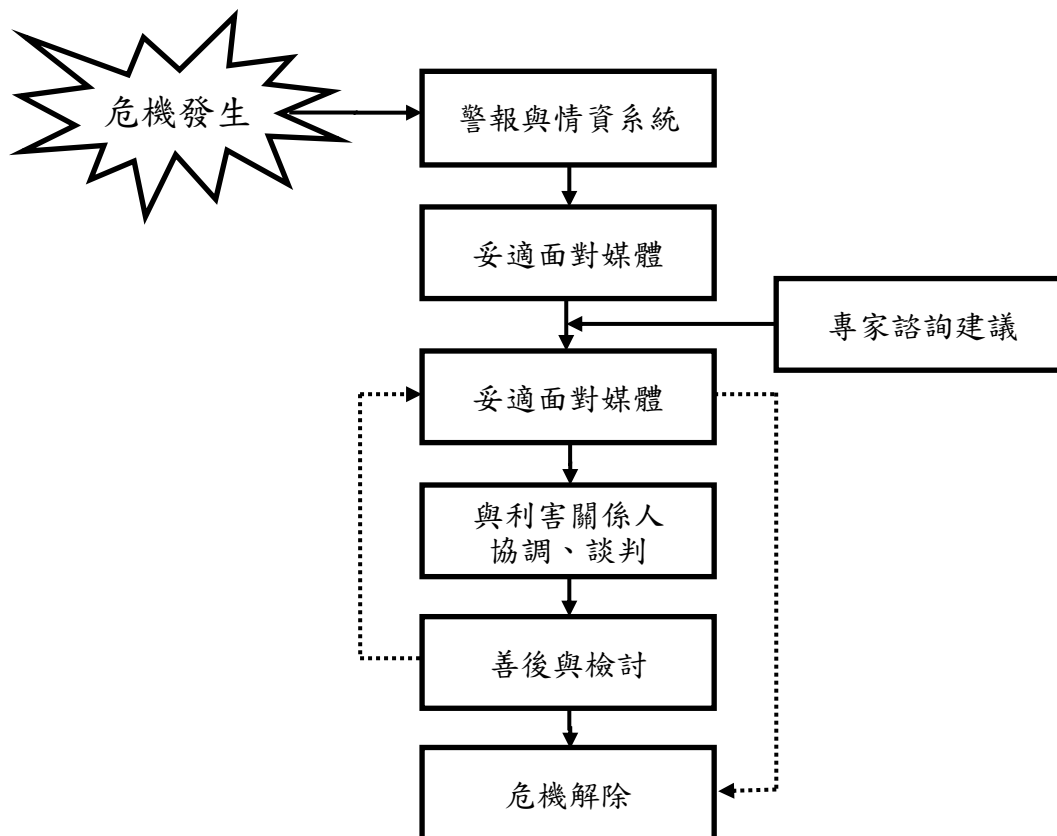 危機發生
警報與情資系統
妥適面對媒體
專家諮詢建議
妥適面對媒體
與利害關係人
協調、談判
善後與檢討
危機解除